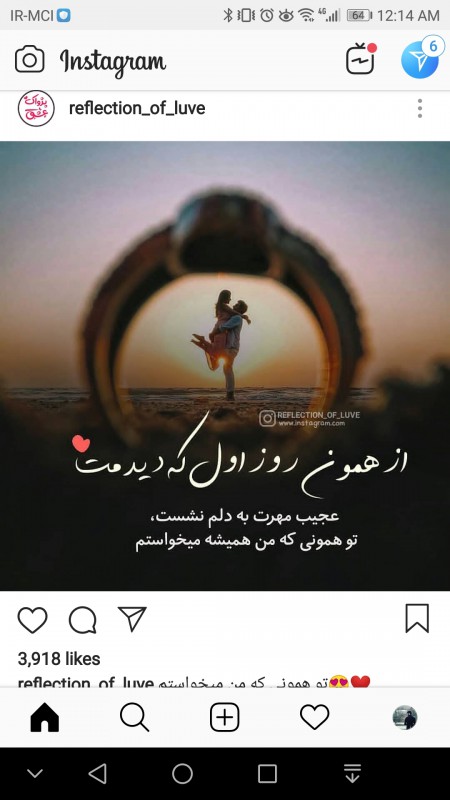 IR-MCI
4G
64
12:14 AM
Instagram
6
پژواک عشق
reflection_of_luve
REFLECTION_OF_LUVE
www.instagram.com
از همون روز اول که دیدمت
عجیب مهرت به دلم نشست،
تو همونی که من همیشه میخواستم
3,918 likes
reflection_of_luve تو همونی که من میخواستم😍❤️